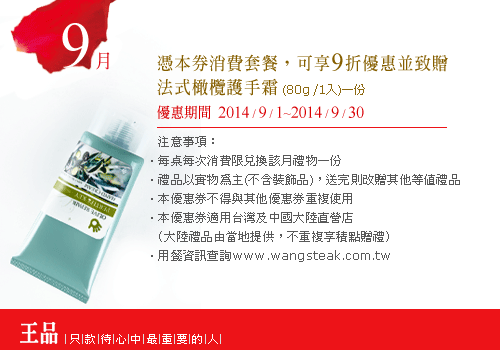 9月
憑本券消費套餐，可享9折優惠並致贈
法式橄欖護手霜 (80g /1入)一份
優惠期間 2014 / 9 / 1~2014 / 9 / 30
注意事項：
· 每桌每次消費限兌換該月禮物一份
· 禮品以實物為主(不含裝飾品)，送完則改贈其他等值禮品
· 本優惠券不得與其他優惠券重複使用
· 本優惠券適用台灣及中國大陸直營店
（大陸禮品由當地提供，不重複享積點贈禮）
· 用餐資訊查詢www.wangsteak.com.tw
王品 |只|款|待|心|中|最|重|要|的|人|